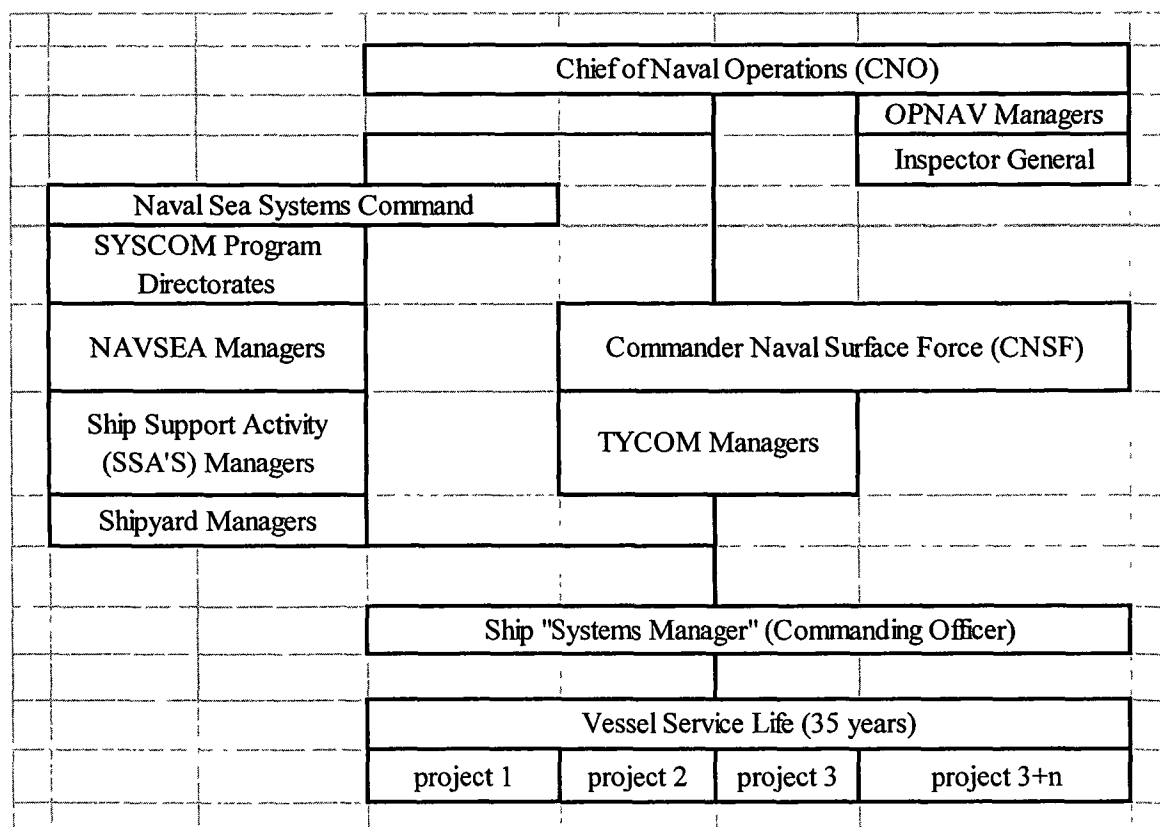 Chief of Naval Operations (CNO)
OPNAV Managers
Inspector General
Naval Sea Systems Command
SYSCOM Program
Directorates
NAVSEA Managers
Commander Naval Surface Force (CNSF)
Ship Support Activity
(SSA'S) Managers
TYCOM Managers
Shipyard Managers
Ship "Systems Manager" (Commanding Officer)
Vessel Service Life (35 years)
project 1
project 2
project 3
project 3+n